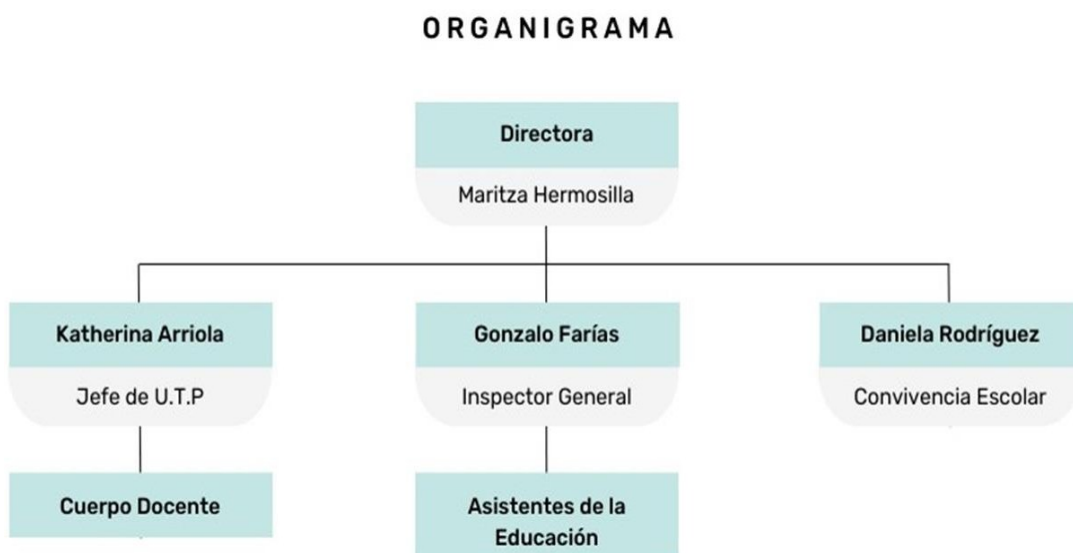 ORGANIGRAMA
Directora
Maritza Hermosilla
Katherina Arriola
Jefe de U.T.P
Gonzalo Farías
Inspector General
Daniela Rodríguez
Convivencia Escolar
Cuerpo Docente
Asistentes de la
Educación